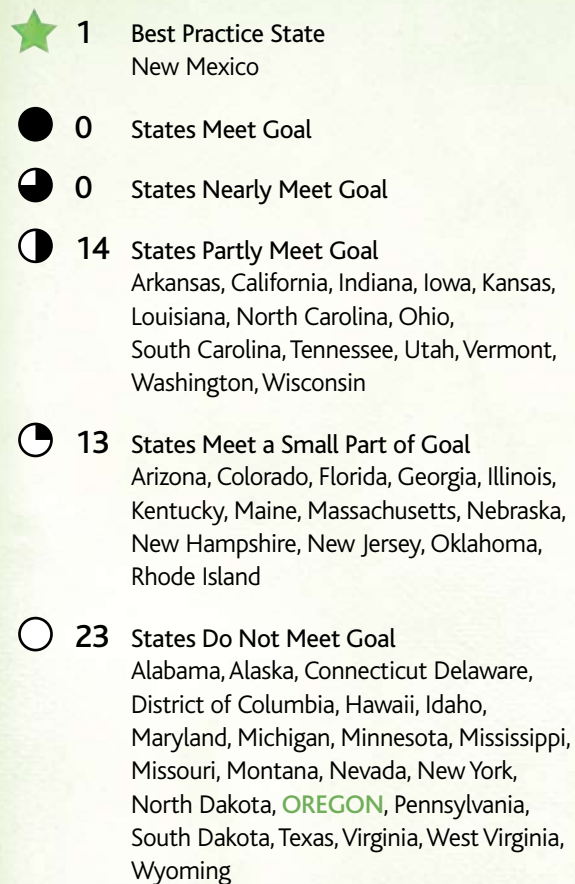 1 Best Practice State
New Mexico
0 States Meet Goal
0 States Nearly Meet Goal
14 States Partly Meet Goal
Arkansas, California, Indiana, Iowa, Kansas,
Louisiana, North Carolina, Ohio,
South Carolina, Tennessee, Utah, Vermont,
Washington, Wisconsin
13 States Meet a Small Part of Goal
Arizona, Colorado, Florida, Georgia, Illinois,
Kentucky, Maine, Massachusetts, Nebraska,
New Hampshire, New Jersey, Oklahoma,
Rhode Island
23 States Do Not Meet Goal
Alabama, Alaska, Connecticut Delaware,
District of Columbia, Hawaii, Idaho,
Maryland, Michigan, Minnesota, Mississippi,
Missouri, Montana, Nevada, New York,
North Dakota, OREGON, Pennsylvania,
South Dakota, Texas, Virginia, West Virginia,
Wyoming